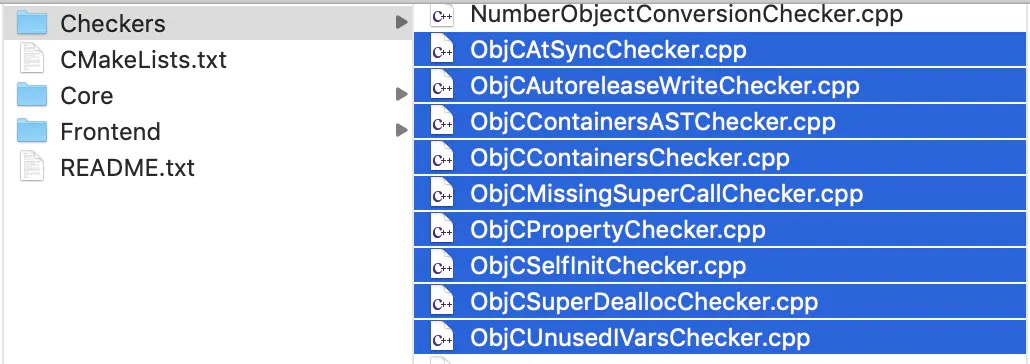 Checkers
CMakeLists.txt
Core
Frontend
README.txt
C++ NumberObjectConversionChecker.cpp
C++ ObjCAtSyncChecker.cpp
C++ ObjCAutoreleaseWriteChecker.cpp
C++ ObjCContainersASTChecker.cpp
C++ ObjCContainersChecker.cpp
C++ ObjCMissingSuperCallChecker.cpp
C++ ObjCPropertyChecker.cpp
C++ ObjCSelfInitChecker.cpp
C++ ObjCSuperDeallocChecker.cpp
C++ ObjCUnusedIVarsChecker.cpp